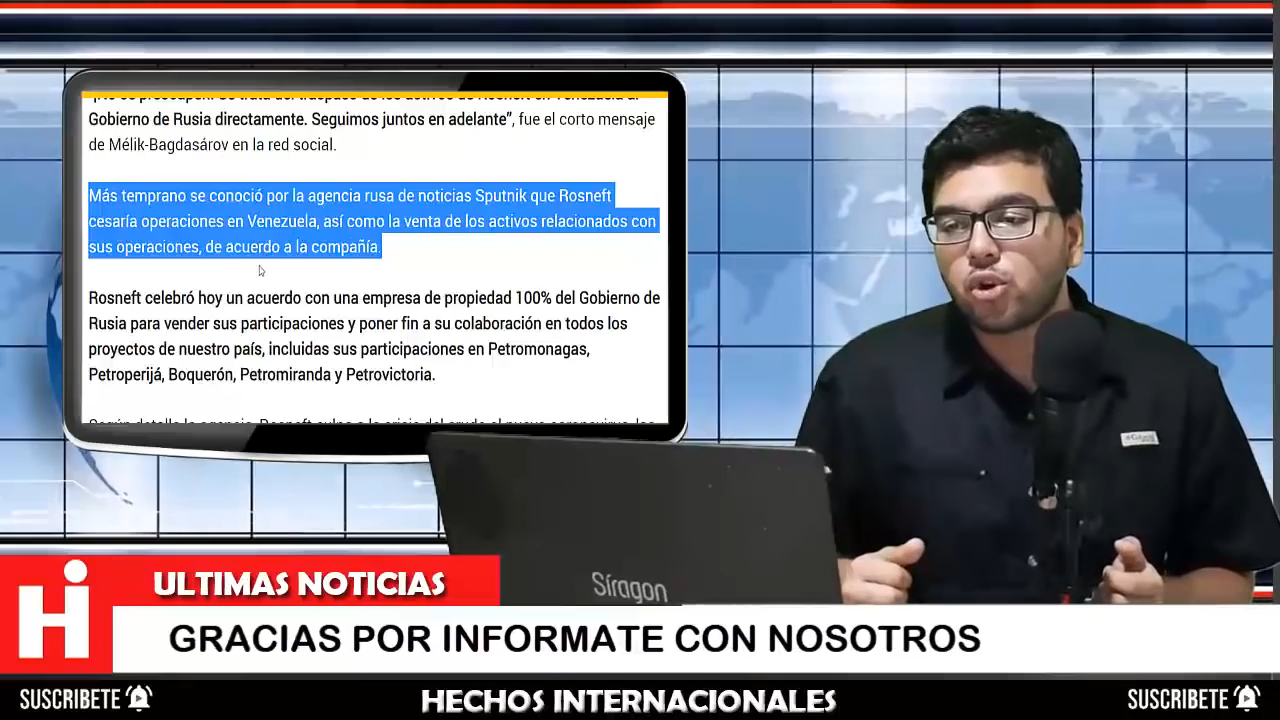 Gobierno de Rusia directamente. Seguimos juntos en adelante”, fue el corto mensaje
de Mélik-Bagdasárov en la red social.
Más temprano se conoció por la agencia rusa de noticias Sputnik que Rosneft
cesaría operaciones en Venezuela, así como la venta de los activos relacionados con
sus operaciones, de acuerdo a la compañía.
Rosneft celebró hoy un acuerdo con una empresa de propiedad 100% del Gobierno de
Rusia para vender sus participaciones y poner fin a su colaboración en todos los
proyectos de nuestro país, incluidas sus participaciones en Petromonagas,
Petroperijá, Boquerón, Petromiranda y Petrovictoria.
Síragon
Hi
ULTIMAS NOTICIAS
GRACIAS POR INFORMATE CON NOSOTROS
SUSCRIBETE
HECHOS INTERNACIONALES
SUSCRIBETE